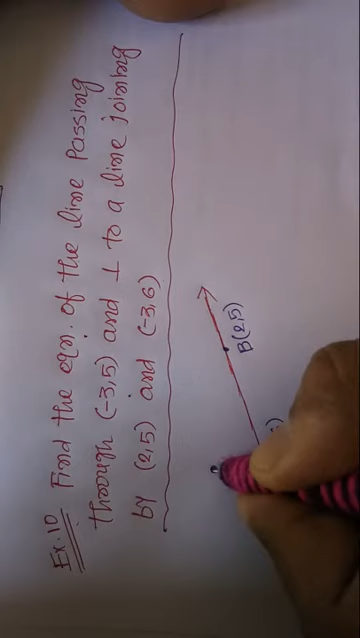 Ex.10 Find the eqn. of the line passing
through (-3,5) and ⊥ to a line joining
by (2,5) and (-3,6)
B(2,5)